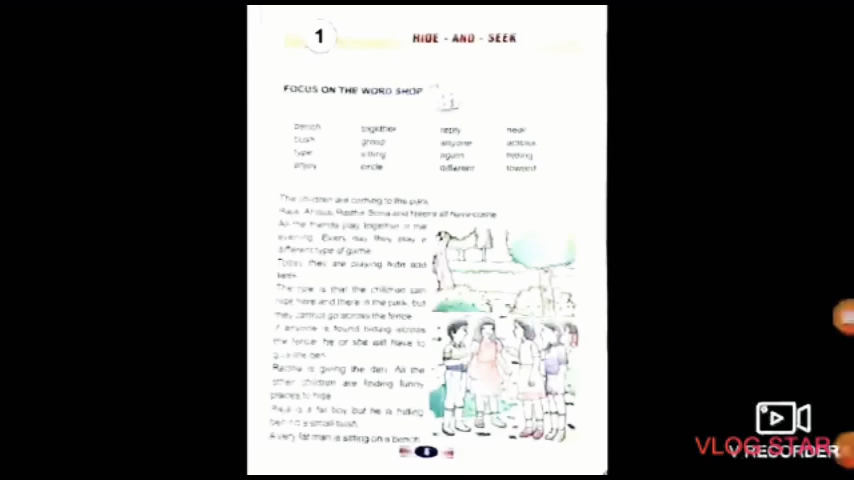 1
HIDE - AND - SEEK
FOCUS ON THE WORD SHOP
bench together reply near
bush group anyone across
type sitting again hiding
enjoy circle different toward
The children are coming to the park.
Raja, Radha, Sona and have come.
All the friends play together in the
evening. Every day they play a
different type of game.
Today they are playing hide and
seek.
The rule is that the children can
hide here and there in the park, but
they cannot go across the fence.
If anyone is found hiding across
the fence, he or she will have to
give the den.
Radha is giving the den. All the
other children are finding funny
places to hide.
Raja is a fat boy, but he is hiding
behind a small bush.
A very fat man is sitting on a bench.
8
VLOG STAR
V RECORDER